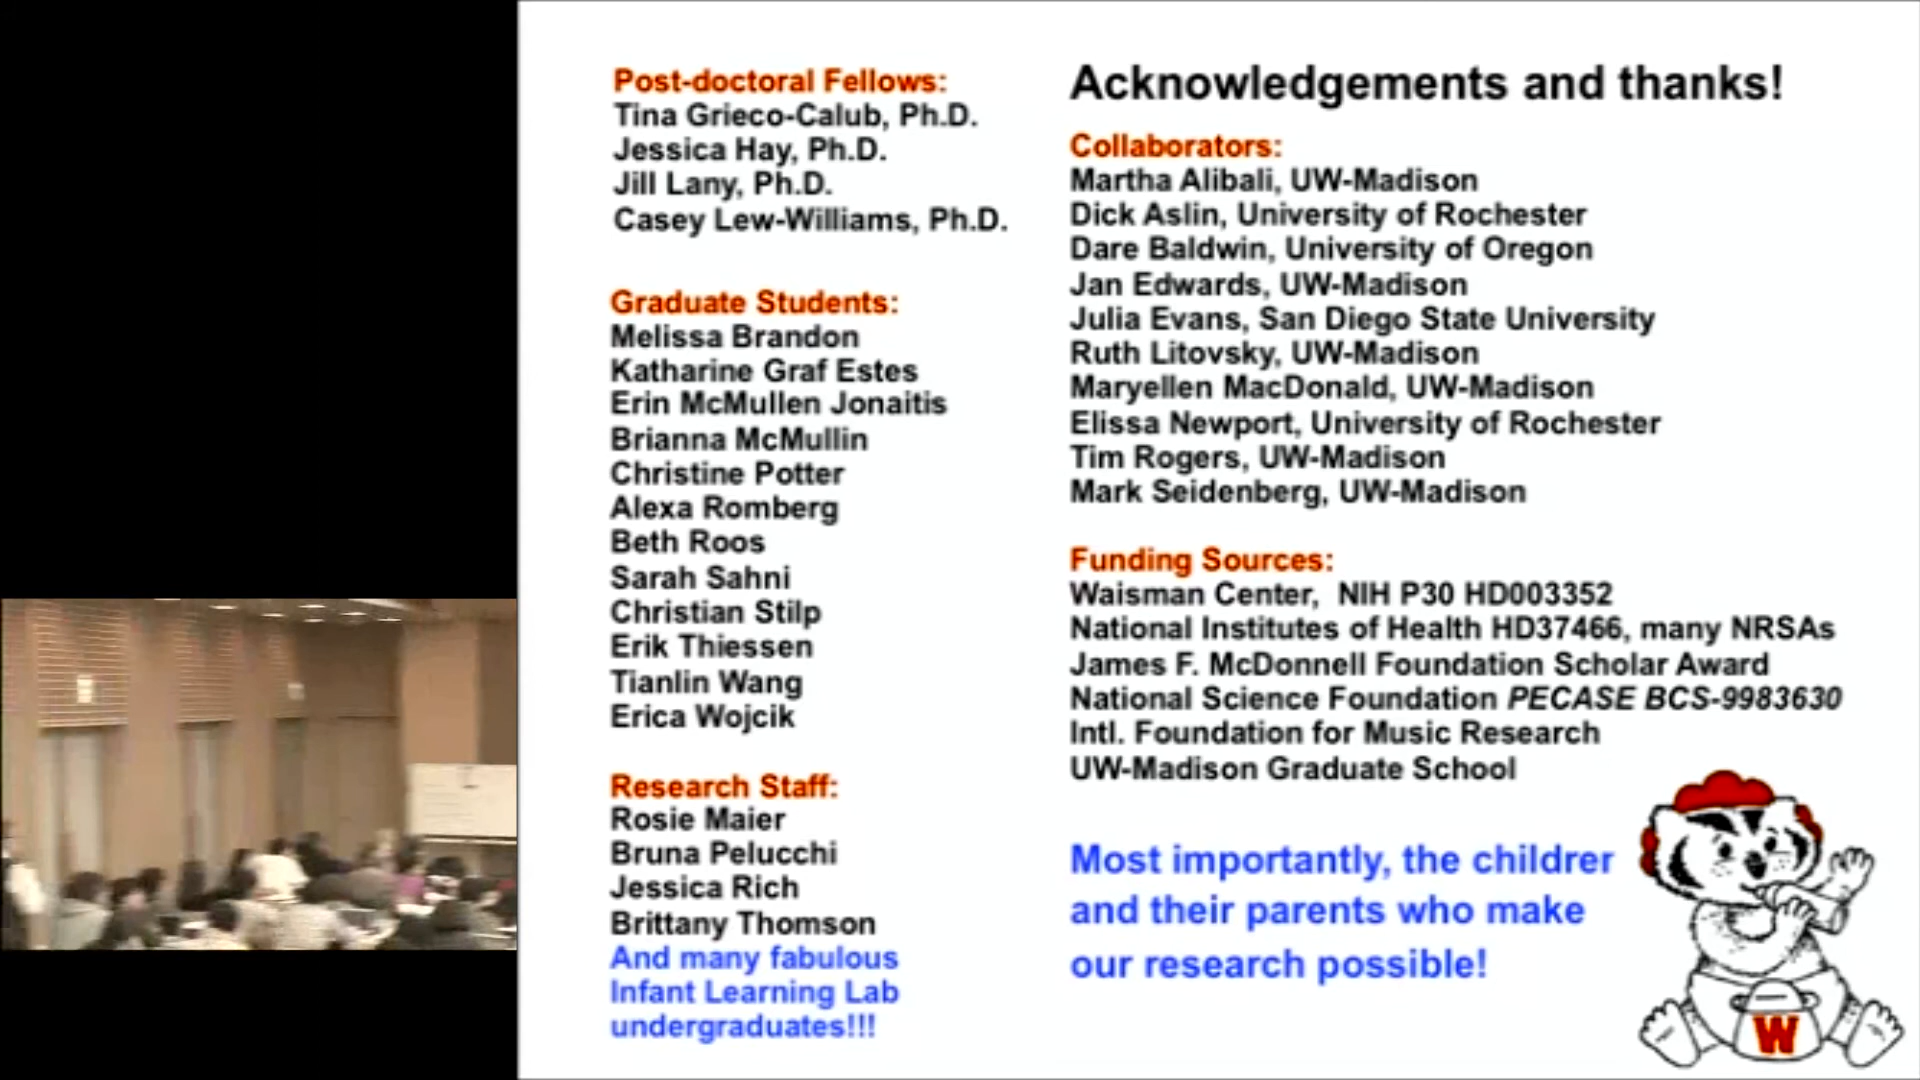 Acknowledgements and thanks!
Post-doctoral Fellows:
Tina Grieco-Calub, Ph.D.
Jessica Hay, Ph.D.
Jill Lany, Ph.D.
Casey Lew-Williams, Ph.D.
Graduate Students:
Melissa Brandon
Katharine Graf Estes
Erin McMullen Jonaitis
Brianna McMullin
Christine Potter
Alexa Romberg
Beth Roos
Sarah Sahni
Christian Stilp
Erik Thiessen
Tianlin Wang
Erica Wojcik
Research Staff:
Rosie Maier
Bruna Pelucchi
Jessica Rich
Brittany Thomson
And many fabulous
Infant Learning Lab
undergraduates!!!
Collaborators:
Martha Alibali, UW-Madison
Dick Aslin, University of Rochester
Dare Baldwin, University of Oregon
Jan Edwards, UW-Madison
Julia Evans, San Diego State University
Ruth Litovsky, UW-Madison
Maryellen MacDonald, UW-Madison
Elissa Newport, University of Rochester
Tim Rogers, UW-Madison
Mark Seidenberg, UW-Madison
Funding Sources:
Waisman Center, NIH P30 HD003352
National Institutes of Health HD37466, many NRSAs
James F. McDonnell Foundation Scholar Award
National Science Foundation PECASE BCS-9983630
Intl. Foundation for Music Research
UW-Madison Graduate School
Most importantly, the childrer
and their parents who make
our research possible!
W